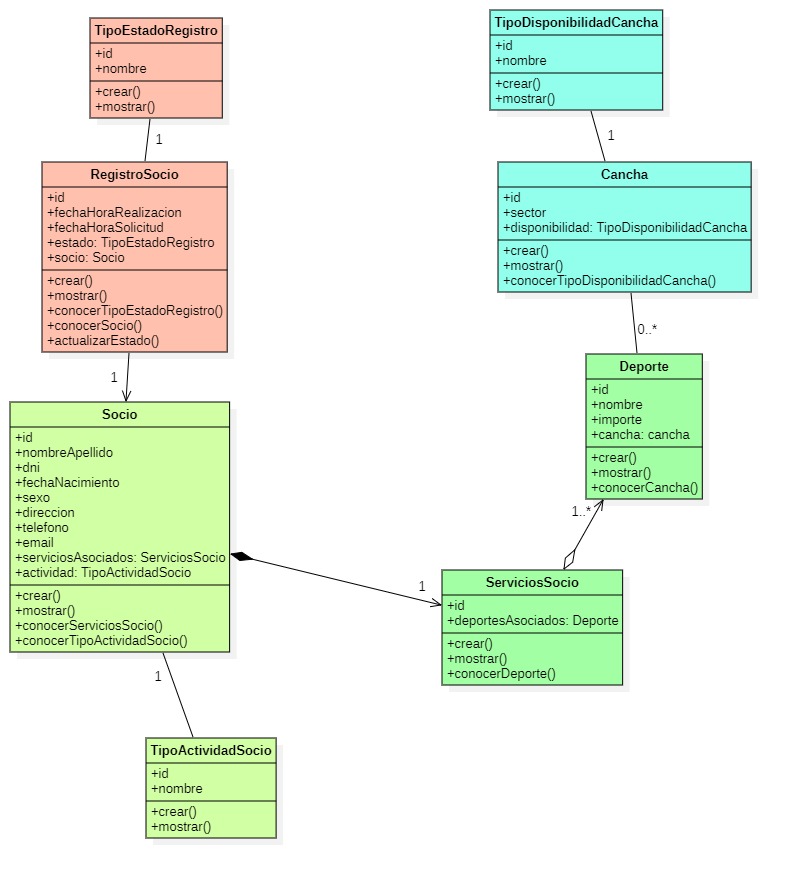 TipoEstadoRegistro
+id
+nombre
+crear()
+mostrar()
1
RegistroSocio
+id
+fechaHoraRealizacion
+fechaHoraSolicitud
+estado: TipoEstadoRegistro
+socio: Socio
+crear()
+mostrar()
+conocerTipoEstadoRegistro()
+conocerSocio()
+actualizarEstado()
1
Socio
+id
+nombreApellido
+dni
+fechaNacimiento
+sexo
+direccion
+telefono
+email
+serviciosAsociados: ServiciosSocio
+actividad: TipoActividadSocio
+crear()
+mostrar()
+conocerServiciosSocio()
+conocerTipoActividadSocio()
1
TipoActividadSocio
+id
+nombre
+crear()
+mostrar()
TipoDisponibilidadCancha
+id
+nombre
+crear()
+mostrar()
1
Cancha
+id
+sector
+disponibilidad: TipoDisponibilidadCancha
+crear()
+mostrar()
+conocerTipoDisponibilidadCancha()
0..*
Deporte
+id
+nombre
+importe
+cancha: cancha
+crear()
+mostrar()
+conocerCancha()
1..*
1
ServiciosSocio
+id
+deportesAsociados: Deporte
+crear()
+mostrar()
+conocerDeporte()